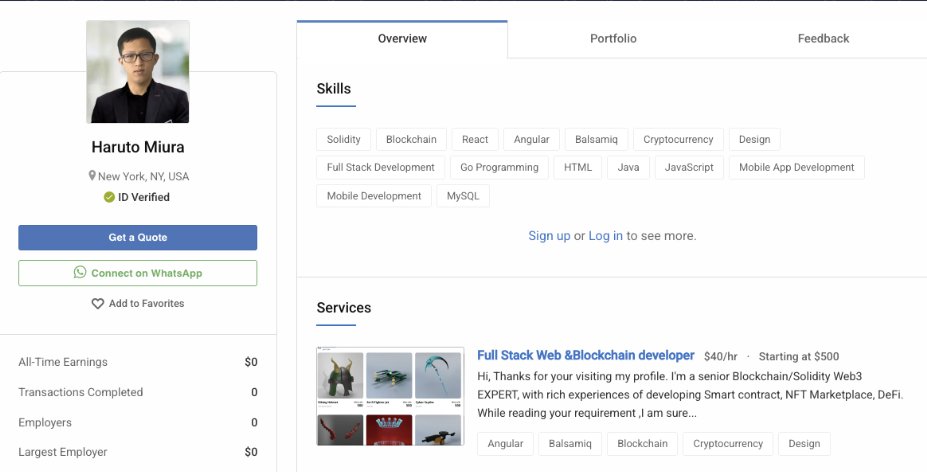 Overview
Portfolio
Feedback
Haruto Miura
New York, NY, USA
ID Verified
Get a Quote
Connect on WhatsApp
Add to Favorites
All-Time Earnings $0
Transactions Completed 0
Employers 0
Largest Employer $0
Skills
Solidity Blockchain React Angular Balsamiq Cryptocurrency Design
Full Stack Development Go Programming HTML Java JavaScript Mobile App Development
Mobile Development MySQL
Sign up or Log in to see more.
Services
Full Stack Web &Blockchain developer $40/hr · Starting at $500
Hi, Thanks for your visiting my profile. I'm a senior Blockchain/Solidity Web3
EXPERT, with rich experiences of developing Smart contract, NFT Marketplace, DeFi.
While reading your requirement ,I am sure...
Angular Balsamiq Blockchain Cryptocurrency Design